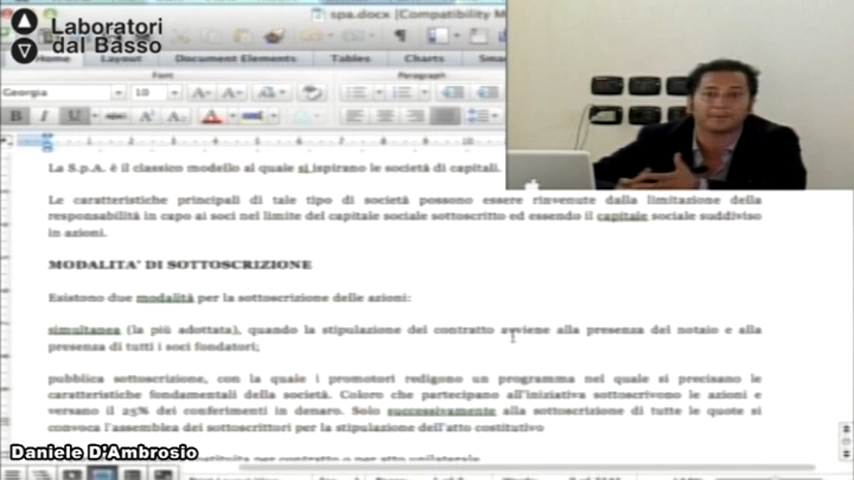 Laboratori
dal Basso
spa.docx [Compatibility M
Home Layout Document Elements Tables Charts Sma
Font Paragraph
Georgia 10
B I U
La S.p.A. è il classico modello al quale si ispirano le società di capitali.
Le caratteristiche principali di tale tipo di società possono essere rinvenute dalla limitazione della
responsabilità in capo ai soci nel limite del capitale sociale sottoscritto ed essendo il capitale sociale suddiviso
in azioni.
MODALITA' DI SOTTOSCRIZIONE
Esistono due modalità per la sottoscrizione delle azioni:
simultanea (la più adottata), quando la stipulazione del contratto avviene alla presenza del notaio e alla
presenza di tutti i soci fondatori;
pubblica sottoscrizione, con la quale i promotori redigono un programma nel quale si precisano le
caratteristiche fondamentali della società. Coloro che partecipano all'iniziativa sottoscrivono le azioni e
versano il 25% dei conferimenti in denaro. Solo successivamente alla sottoscrizione di tutte le quote si
convoca l'assemblea dei sottoscrittori per la stipulazione dell'atto costitutivo
Daniele D'Ambrosio
per contratto o per atto unilaterale